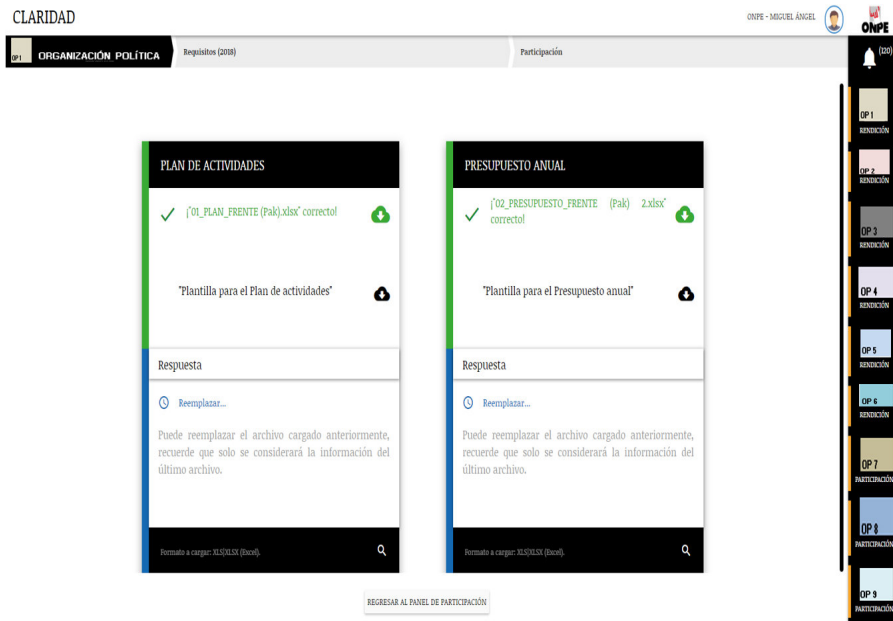 CLARIDAD
ONPE - MIGUEL ÁNGEL
ONPE
OP1 ORGANIZACIÓN POLÍTICA
Requisitos (2018)
Participación
(120)
PLAN DE ACTIVIDADES
¡"01_PLAN_FRENTE (Pak).xlsx" correcto!
"Plantilla para el Plan de actividades"
Respuesta
Reemplazar...
Puede reemplazar el archivo cargado anteriormente,
recuerde que solo se considerará la información del
último archivo.
Formato a cargar: XLS|XLSX (Excel).
PRESUPUESTO ANUAL
¡"02_PRESUPUESTO_FRENTE (Pak) 2.xlsx"
correcto!
"Plantilla para el Presupuesto anual"
Respuesta
Reemplazar...
Puede reemplazar el archivo cargado anteriormente,
recuerde que solo se considerará la información del
último archivo.
Formato a cargar: XLS|XLSX (Excel).
REGRESAR AL PANEL DE PARTICIPACIÓN
OP 1
RENDICIÓN
OP 2
RENDICIÓN
OP 3
RENDICIÓN
OP 4
RENDICIÓN
OP 5
RENDICIÓN
OP 6
RENDICIÓN
OP 7
PARTICIPACIÓN
OP 8
PARTICIPACIÓN
OP 9
PARTICIPACIÓN